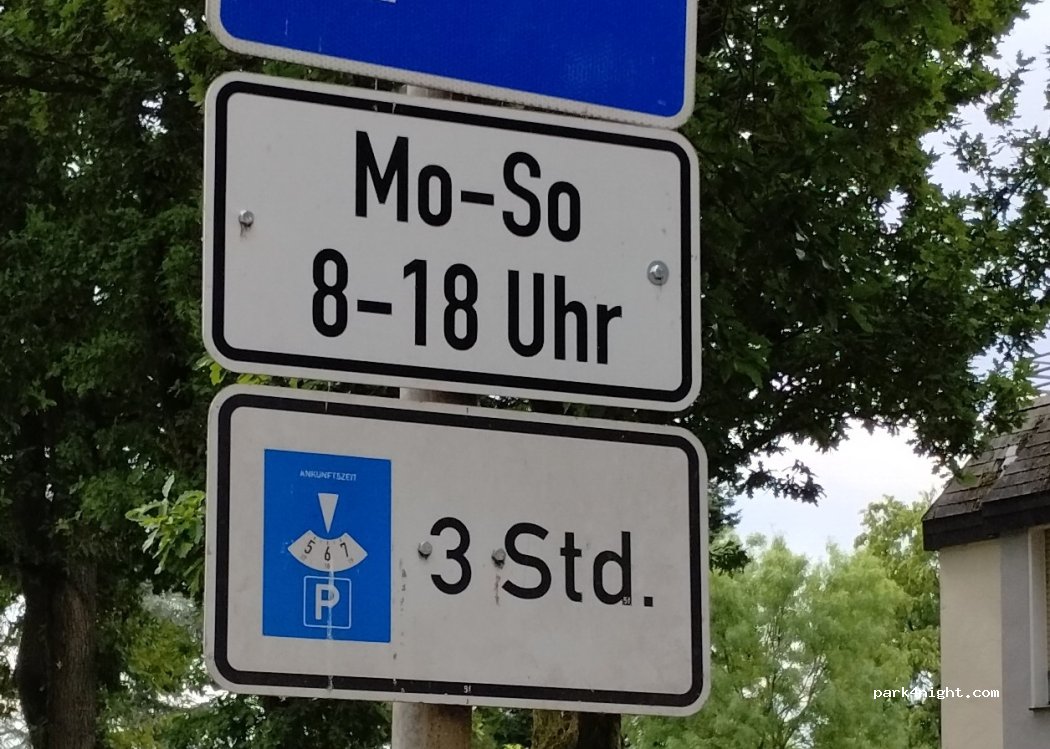 Mo-So
8-18 Uhr
ANKUNFTSZEIT
5 6 7
P
3 Std.
park4night.com